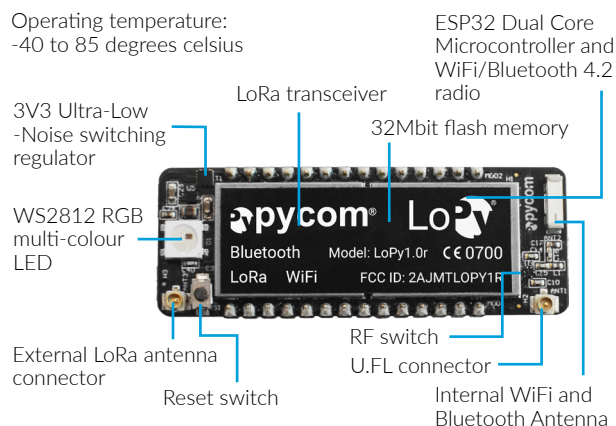 Operating temperature:
-40 to 85 degrees celsius
ESP32 Dual Core
Microcontroller and
WiFi/Bluetooth 4.2
radio
LoRa transceiver
32Mbit flash memory
3V3 Ultra-Low
-Noise switching
regulator
WS2812 RGB
multi-colour
LED
pycom®
LoPy
Bluetooth
Model: LoPy1.0r
CE0700
LoRa
WiFi
FCC ID: 2AJMTLOPY1R
pycom
External LoRa antenna
connector
Reset switch
RF switch
U.FL connector
Internal WiFi and
Bluetooth Antenna